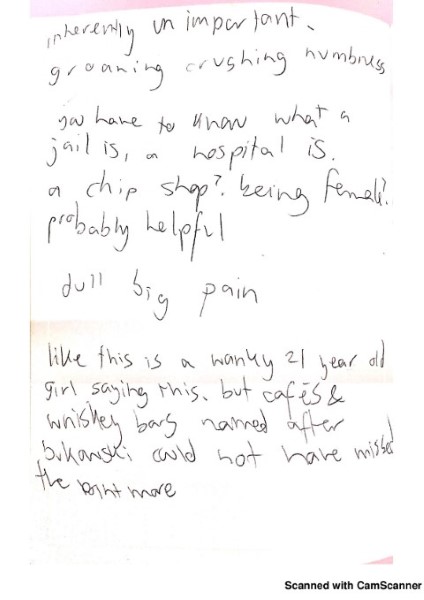 inherently unimportant.
groaning crushing numbness
you have to know what a
jail is, a hospital is.
a chip shop?. being female?.
probably helpful
dull big pain
like this is a wanky 21 year old
girl saying this. but cafés &
whiskey bars named after
bukowski could not have missed
the point more
Scanned with CamScanner